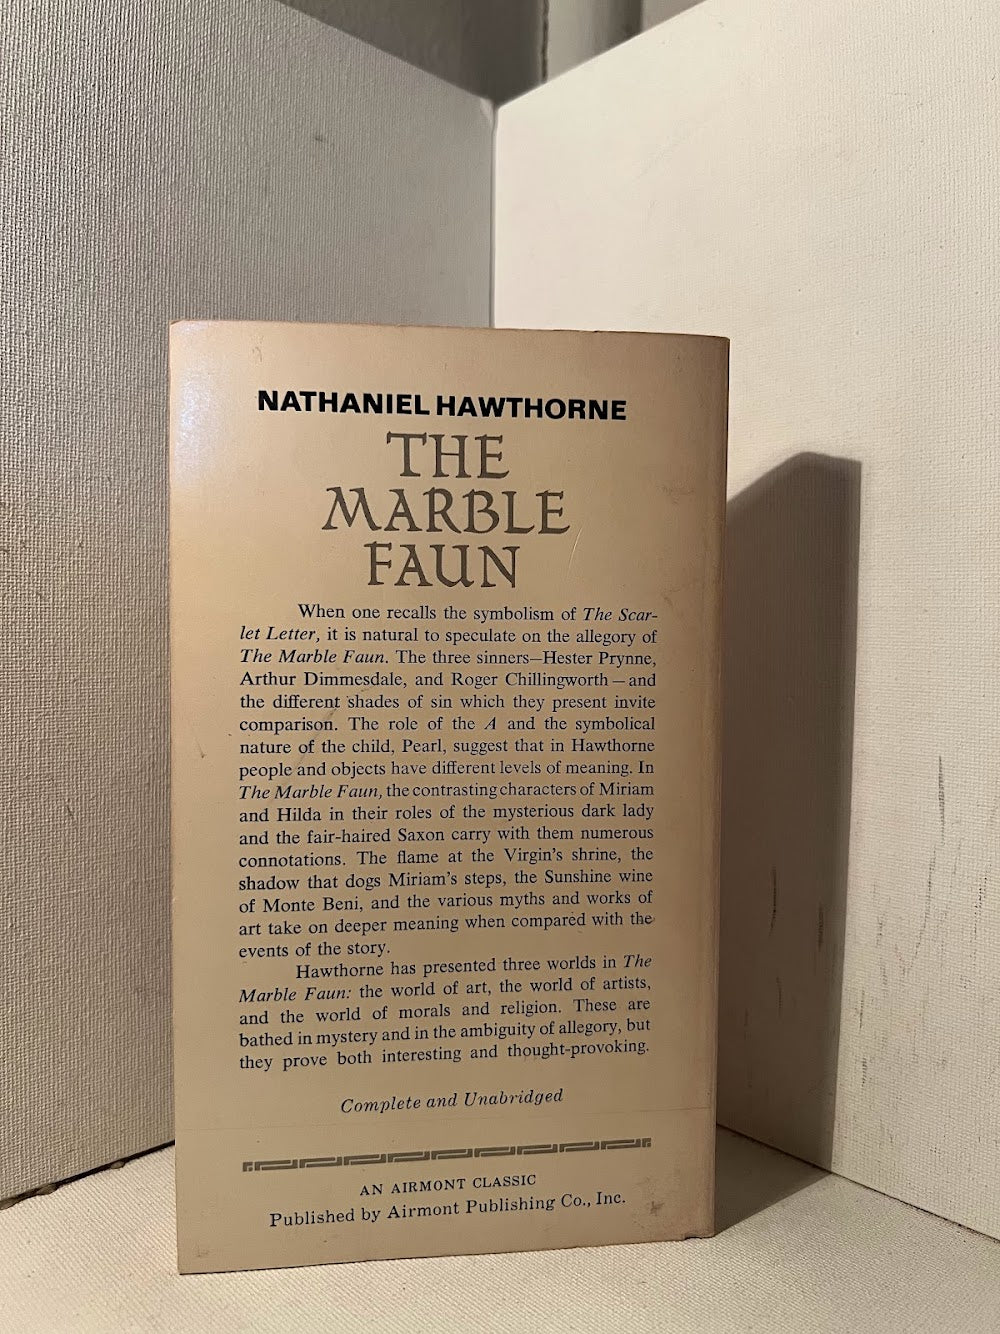 NATHANIEL HAWTHORNE
THE
MARBLE
FAUN
When one recalls the symbolism of The Scar-
let Letter, it is natural to speculate on the allegory of
The Marble Faun. The three sinners—Hester Prynne,
Arthur Dimmesdale, and Roger Chillingworth—and
the different shades of sin which they present invite
comparison. The role of the A and the symbolical
nature of the child, Pearl, suggest that in Hawthorne
people and objects have different levels of meaning. In
The Marble Faun, the contrasting characters of Miriam
and Hilda in their roles of the mysterious dark lady
and the fair-haired Saxon carry with them numerous
connotations. The flame at the Virgin's shrine, the
shadow that dogs Miriam's steps, the Sunshine wine
of Monte Beni, and the various myths and works of
art take on deeper meaning when compared with the
events of the story.
Hawthorne has presented three worlds in The
Marble Faun: the world of art, the world of artists,
and the world of morals and religion. These are
bathed in mystery and in the ambiguity of allegory, but
they prove both interesting and thought-provoking.
Complete and Unabridged
AN AIRMONT CLASSIC
Published by Airmont Publishing Co., Inc.